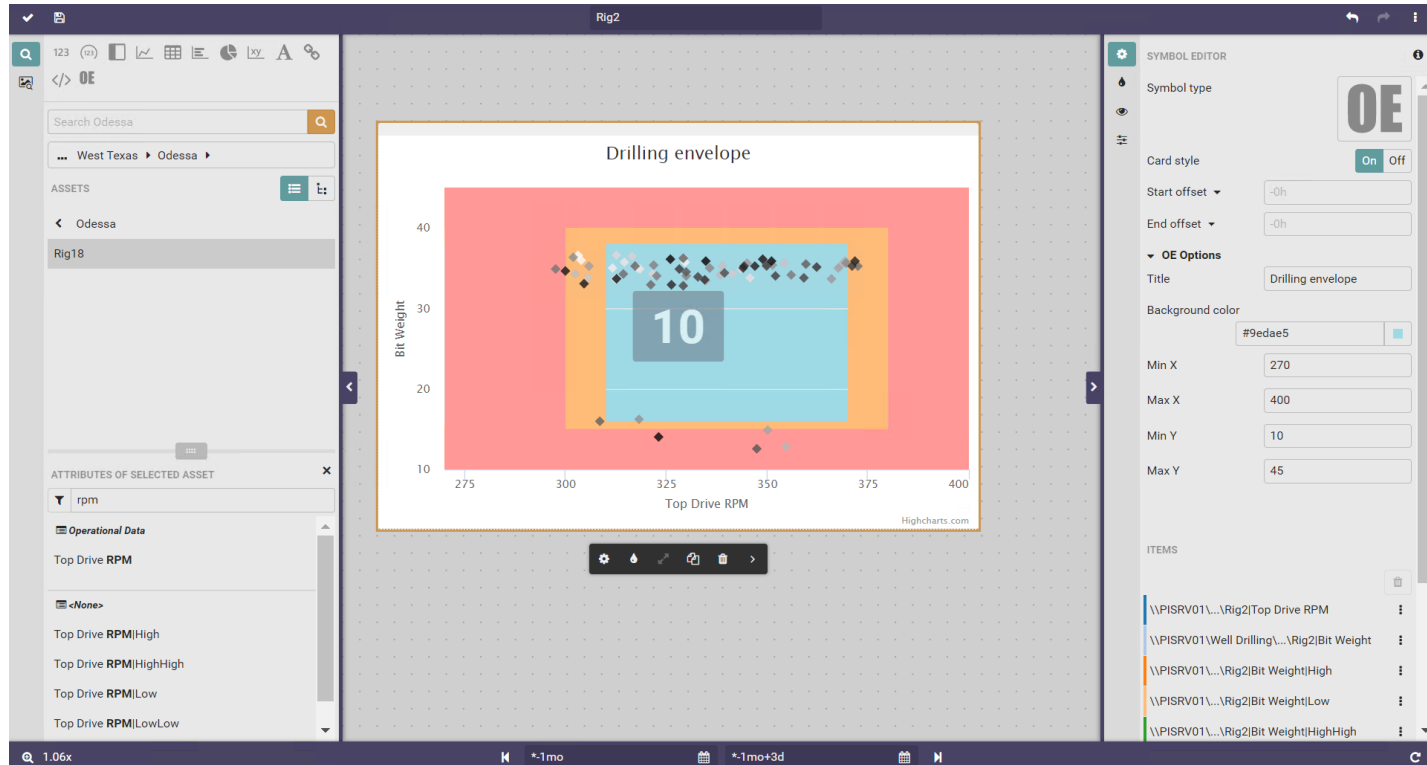 Rig2
123 (123) xy A
</> OE
Search Odessa
... West Texas Odessa
ASSETS
Odessa
Rig18
ATTRIBUTES OF SELECTED ASSET
rpm
Operational Data
Top Drive RPM
<None>
Top Drive RPM|High
Top Drive RPM|HighHigh
Top Drive RPM|Low
Top Drive RPM|LowLow
Drilling envelope
40
30
20
10
Bit Weight
10
275 300 325 350 375 400
Top Drive RPM
Highcharts.com
SYMBOL EDITOR
Symbol type
OE
Card style On Off
Start offset -0h
End offset -0h
OE Options
Title Drilling envelope
Background color
#9edae5
Min X 270
Max X 400
Min Y 10
Max Y 45
ITEMS
\\PISRV01\...\Rig2|Top Drive RPM
\\PISRV01\Well Drilling\...\Rig2|Bit Weight
\\PISRV01\...\Rig2|Bit Weight|High
\\PISRV01\...\Rig2|Bit Weight|Low
\\PISRV01\...\Rig2|Bit Weight|HighHigh
1.06x *-1mo *-1mo+3d